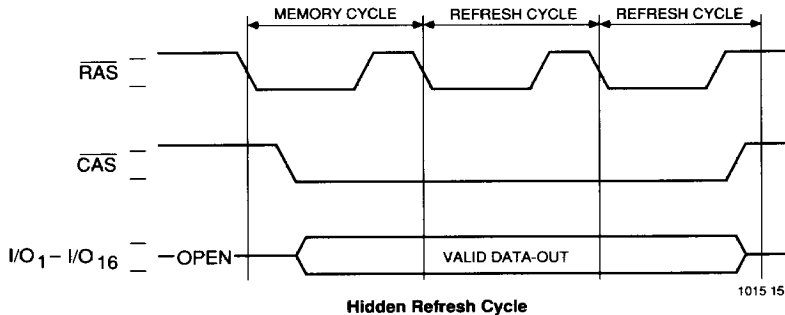 MEMORY CYCLE REFRESH CYCLE REFRESH CYCLE
RAS
CAS
I/O1 – I/O16 OPEN VALID DATA-OUT
1015 15
Hidden Refresh Cycle